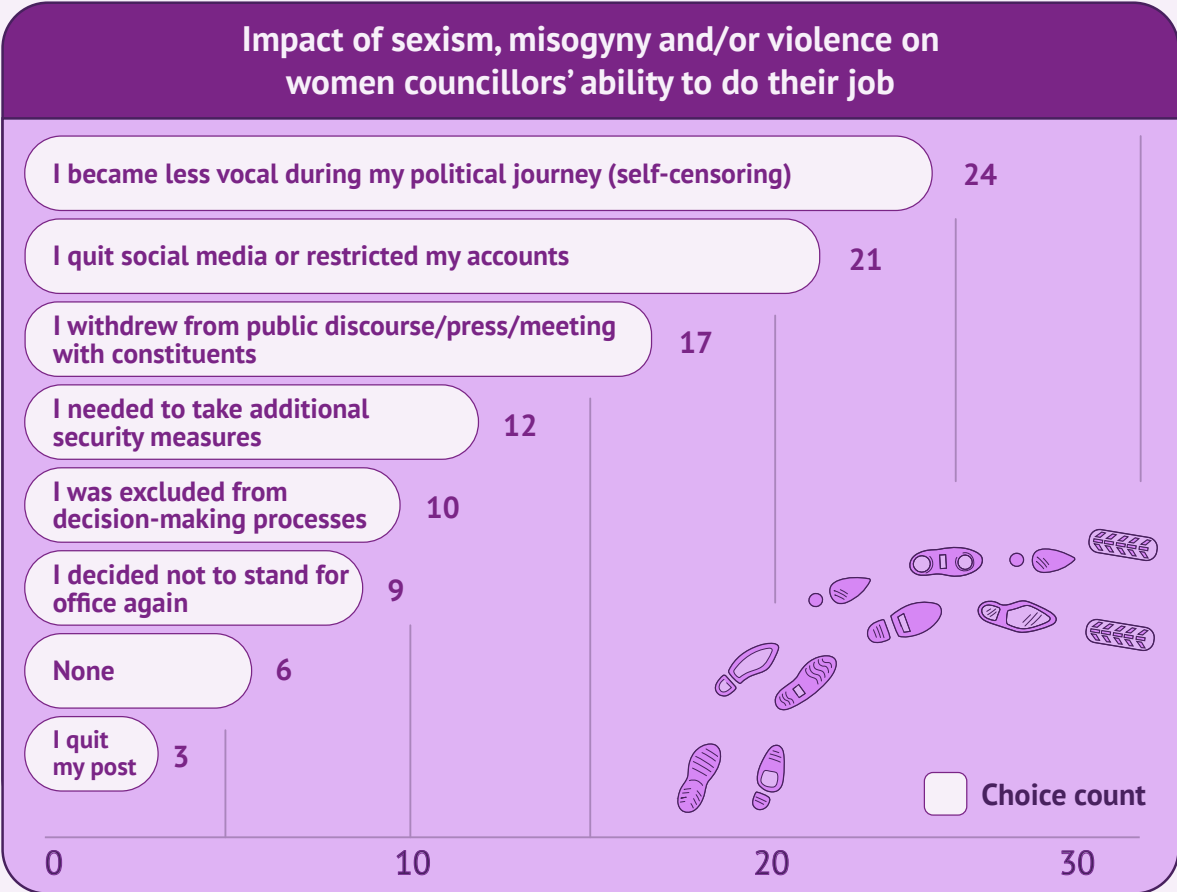 Impact of sexism, misogyny and/or violence on
women councillors’ ability to do their job
I became less vocal during my political journey (self-censoring)
24
I quit social media or restricted my accounts
21
I withdrew from public discourse/press/meeting
with constituents
17
I needed to take additional
security measures
12
I was excluded from
decision-making processes
10
I decided not to stand for
office again
9
None
6
I quit
my post
3
Choice count
0 10 20 30